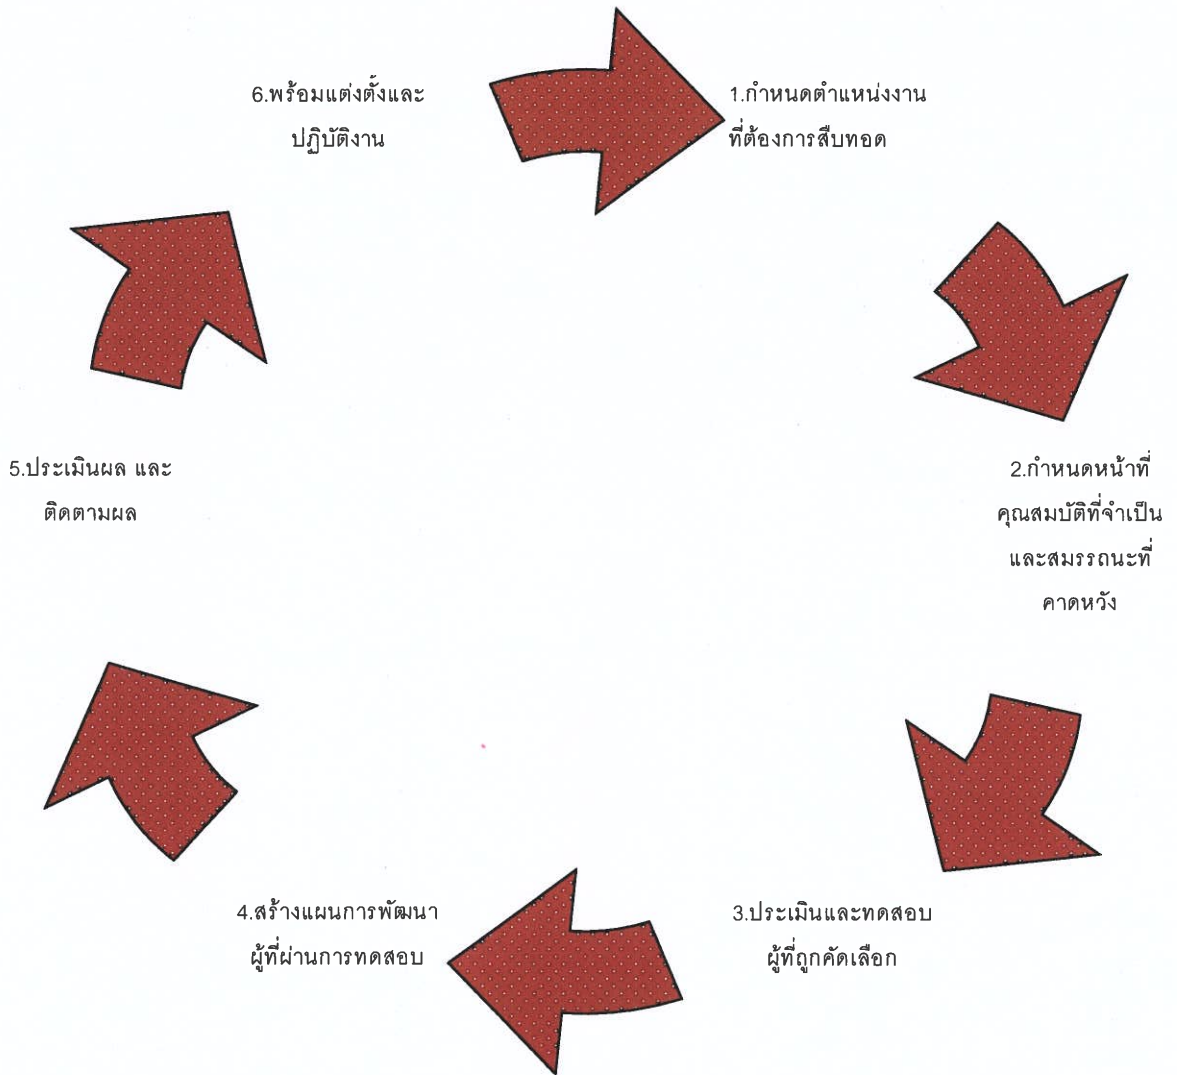 1.กำหนดตำแหน่งงาน
ที่ต้องการสืบทอด
2.กำหนดหน้าที่
คุณสมบัติที่จำเป็น
และสมรรถนะที่
คาดหวัง
3.ประเมินและทดสอบ
ผู้ที่ถูกคัดเลือก
4.สร้างแผนการพัฒนา
ผู้ที่ผ่านการทดสอบ
5.ประเมินผล และ
ติดตามผล
6.พร้อมแต่งตั้งและ
ปฏิบัติงาน